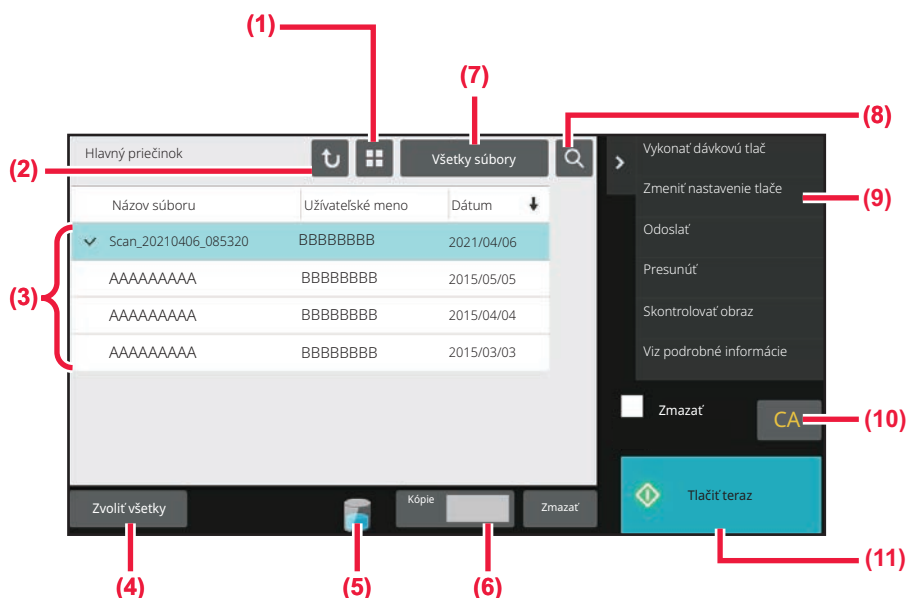 (1)
(7)
(8)
(2)
Hlavný priečinok
Všetky súbory
Vykonať dávkovú tlač
Zmeniť nastavenie tlače
(9)
Názov súboru Užívateľské meno Dátum
Odoslať
(3)
Scan_20210406_085320 BBBBBBBB 2021/04/06
Presunúť
AAAAAAAAA BBBBBBBB 2015/05/05
Skontrolovať obraz
AAAAAAAAA BBBBBBBB 2015/04/04
Viz podrobné informácie
AAAAAAAAA BBBBBBBB 2015/03/03
Zmazať
CA
(10)
Zvoliť všetky
Kópie
Zmazať
Tlačiť teraz
(4)
(5)
(6)
(11)